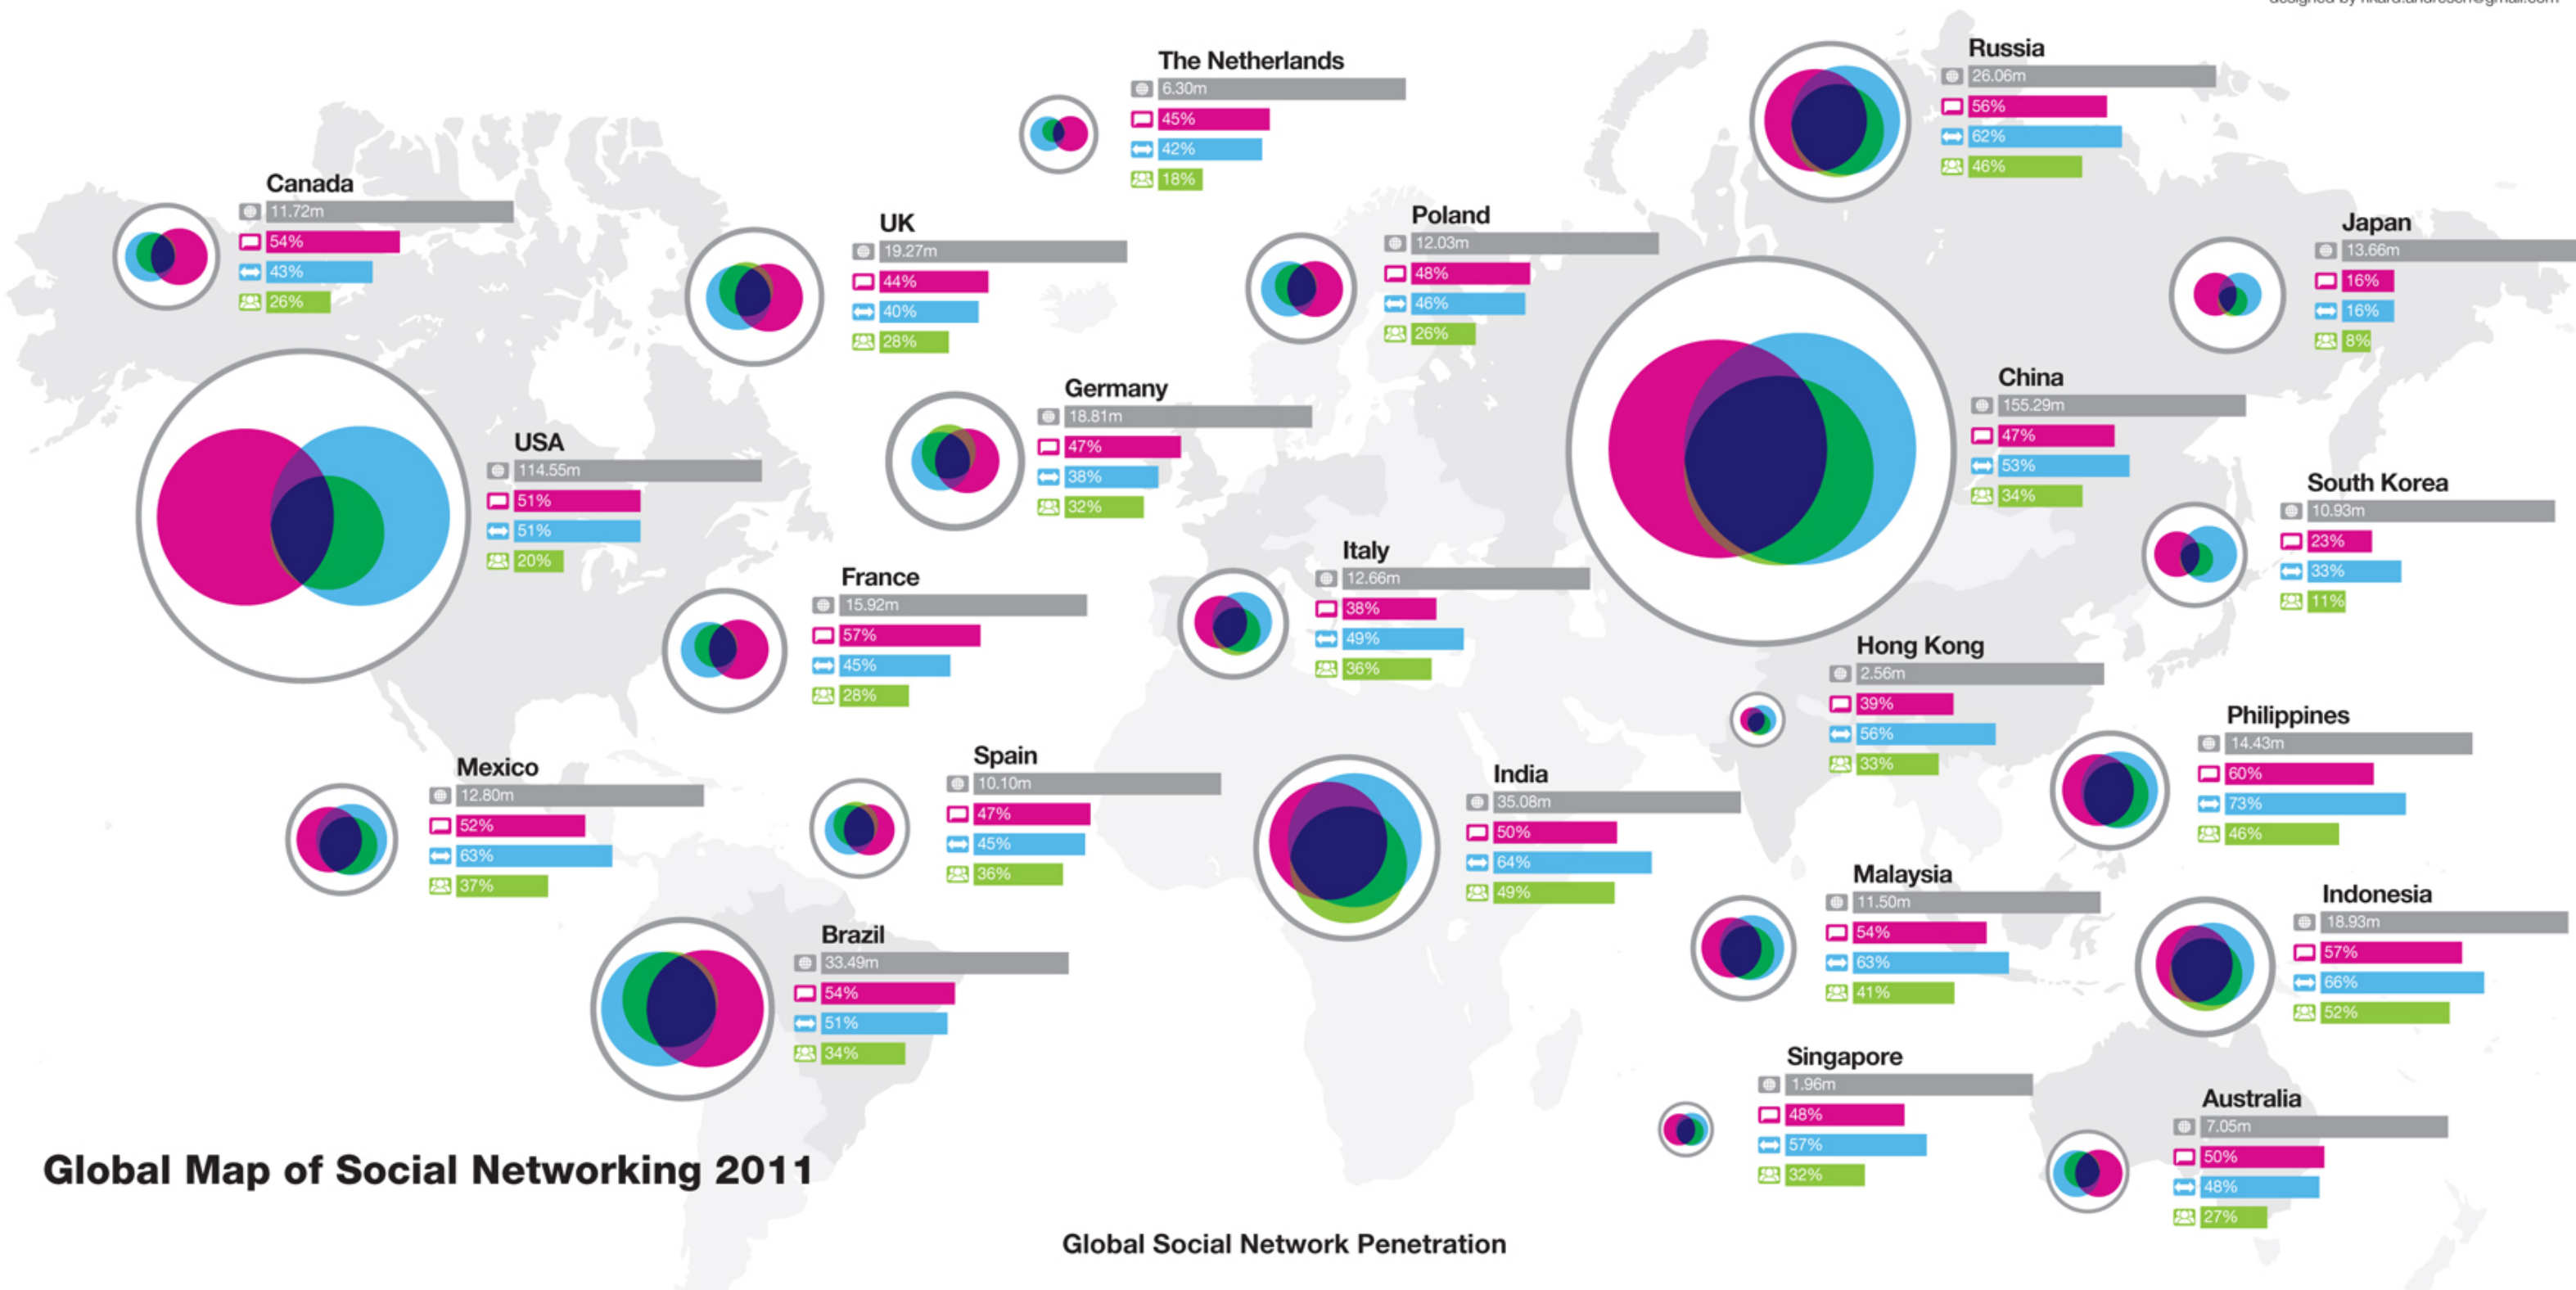 designed by rikard.andresen@gmail.com
The Netherlands
6.30m
45%
42%
18%
Russia
26.06m
56%
62%
46%
Canada
11.72m
54%
43%
26%
UK
19.27m
44%
40%
28%
Poland
12.03m
48%
46%
26%
Japan
13.66m
16%
16%
8%
Germany
18.81m
47%
38%
32%
China
155.29m
47%
53%
34%
USA
114.55m
51%
51%
20%
South Korea
10.93m
23%
33%
11%
France
15.92m
57%
45%
28%
Italy
12.66m
38%
49%
36%
Hong Kong
2.56m
39%
56%
33%
Philippines
14.43m
60%
73%
46%
Mexico
12.80m
52%
63%
37%
Spain
10.10m
47%
45%
36%
India
35.08m
50%
64%
49%
Malaysia
11.50m
54%
63%
41%
Indonesia
18.93m
57%
66%
52%
Brazil
33.49m
54%
51%
34%
Singapore
1.96m
48%
57%
32%
Australia
7.05m
50%
48%
27%
Global Map of Social Networking 2011
Global Social Network Penetration